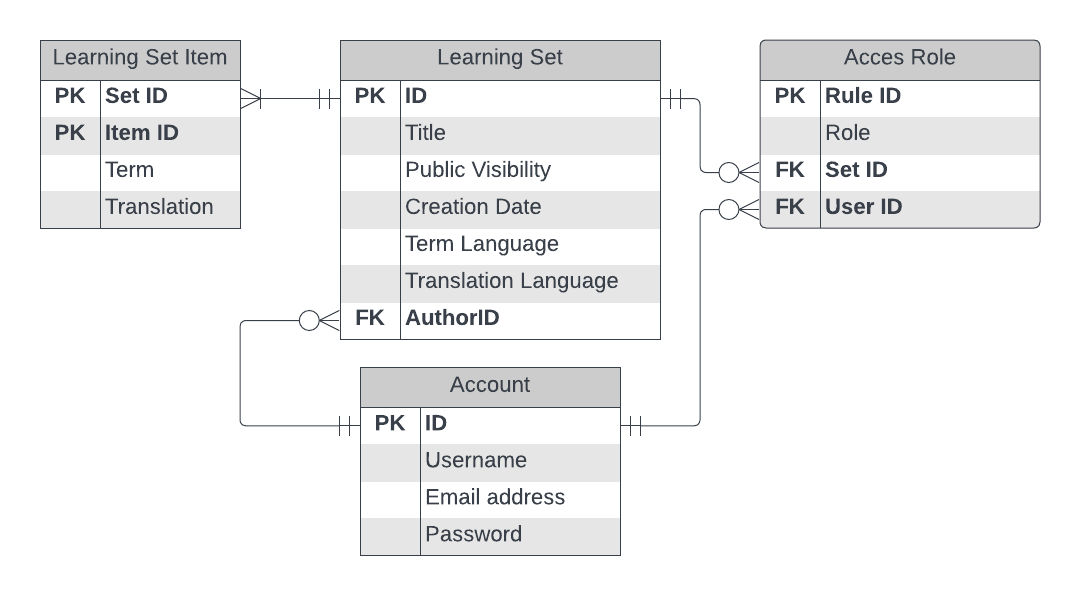 Learning Set Item
PK Set ID
PK Item ID
Term
Translation
Learning Set
PK ID
Title
Public Visibility
Creation Date
Term Language
Translation Language
FK AuthorID
Acces Role
PK Rule ID
Role
FK Set ID
FK User ID
Account
PK ID
Username
Email address
Password